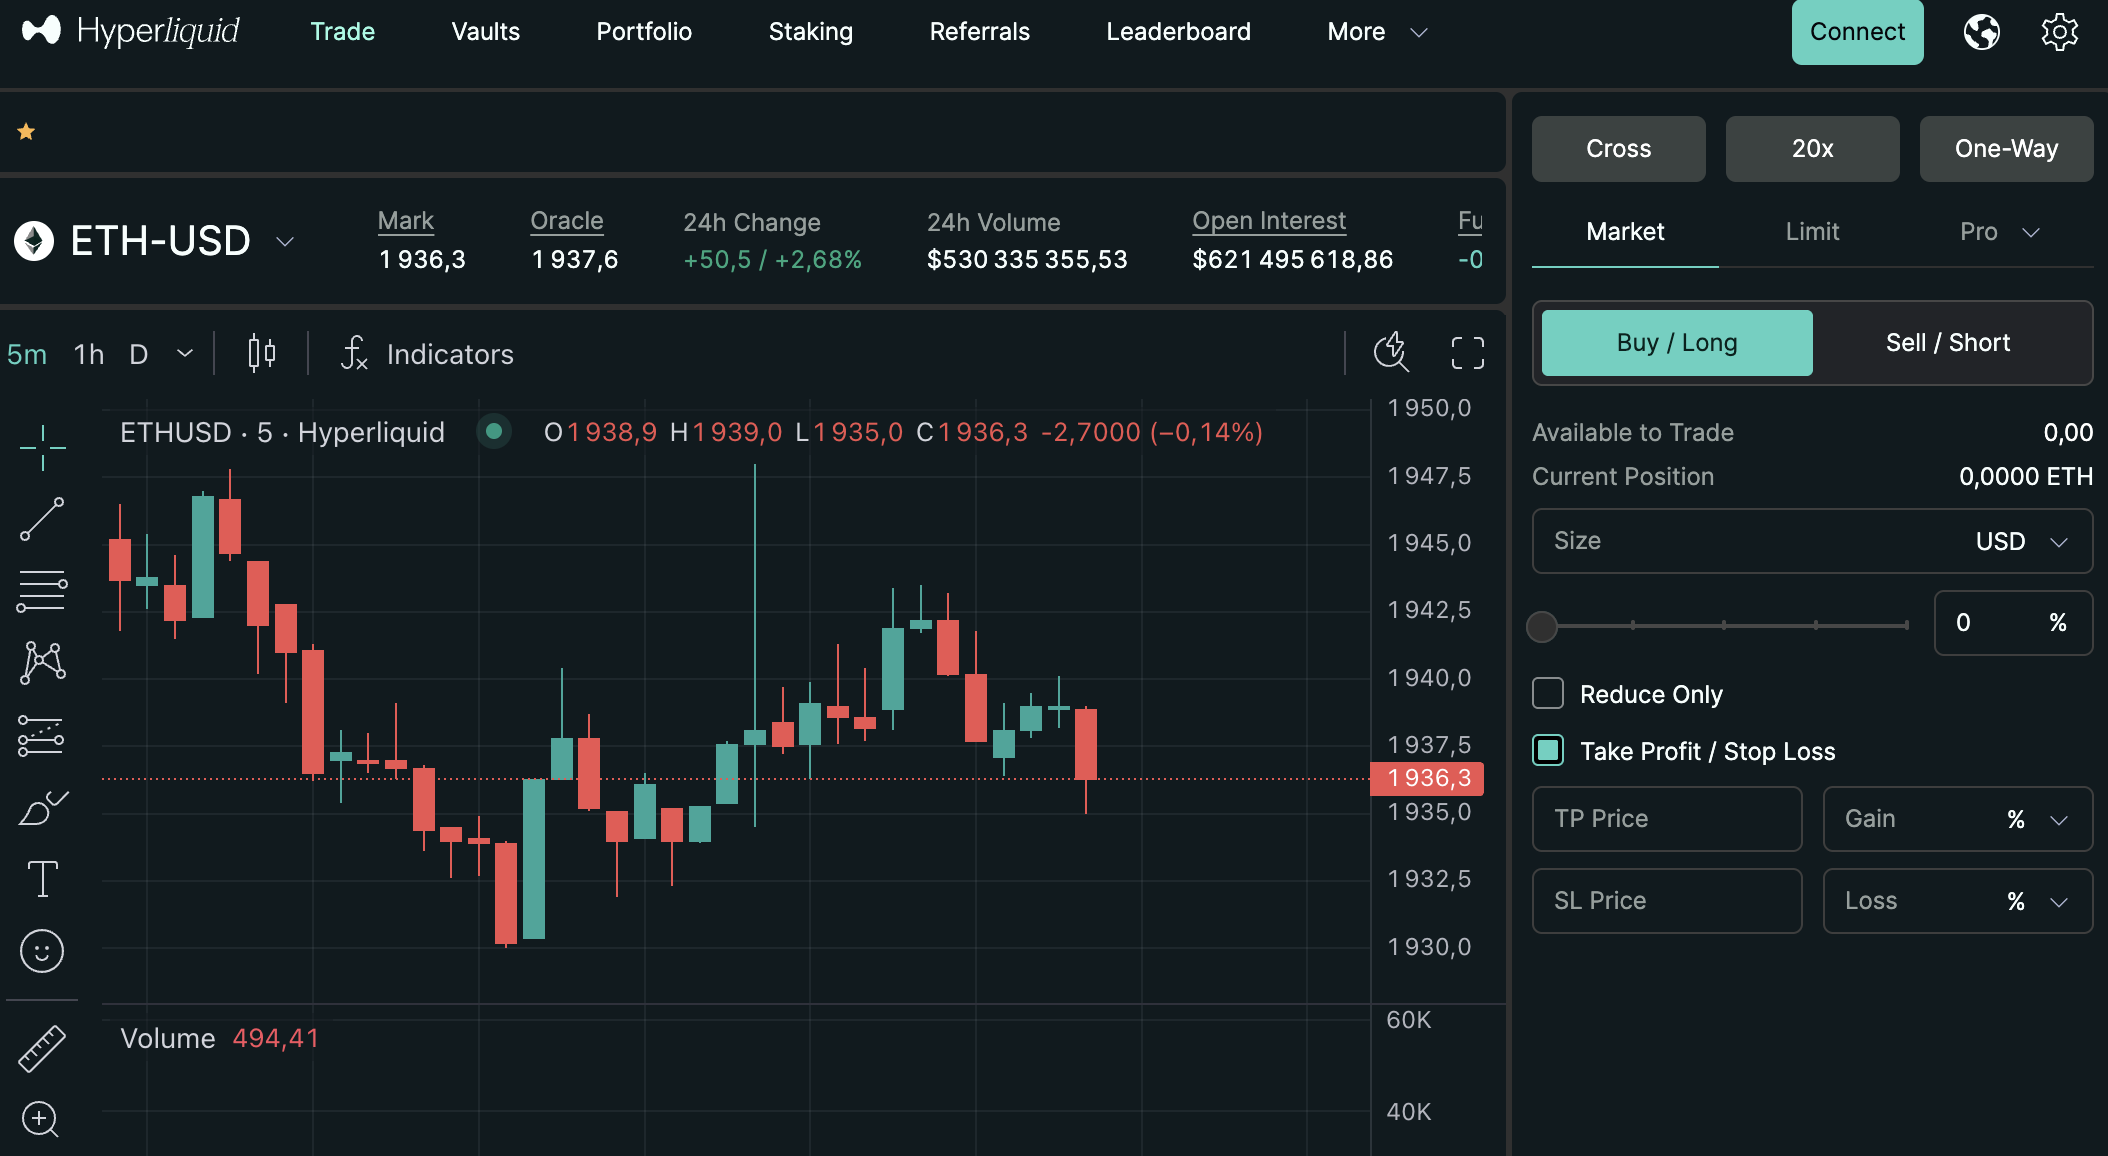 Hyperliquid Trade Vaults Portfolio Staking Referrals Leaderboard More Connect
ETH-USD
Mark Oracle 24h Change 24h Volume Open Interest Fu
1 936,3 1 937,6 +50,5 / +2,68% $530 335 355,53 $621 495 618,86 -0
5m 1h D Indicators
ETHUSD · 5 · Hyperliquid O1 938,9 H1 939,0 L1 935,0 C1 936,3 -2,7000 (−0,14%)
1 950,0
1 947,5
1 945,0
1 942,5
1 940,0
1 937,5
1 936,3
1 935,0
1 932,5
1 930,0
Volume 494,41
60K
40K
Cross 20x One-Way
Market Limit Pro
Buy / Long Sell / Short
Available to Trade 0,00
Current Position 0,0000 ETH
Size USD
0 %
Reduce Only
Take Profit / Stop Loss
TP Price Gain %
SL Price Loss %